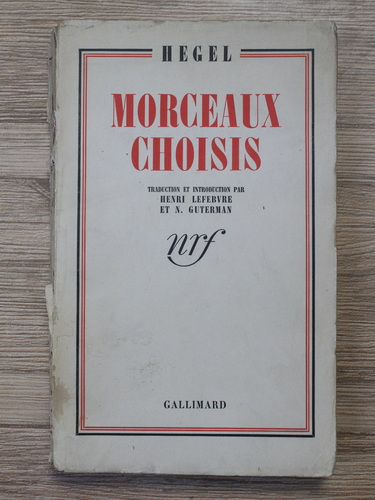 HEGEL
MORCEAUX
CHOISIS
TRADUCTION ET INTRODUCTION PAR
HENRI LEFEBVRE
ET N. GUTERMAN
nrf
GALLIMARD